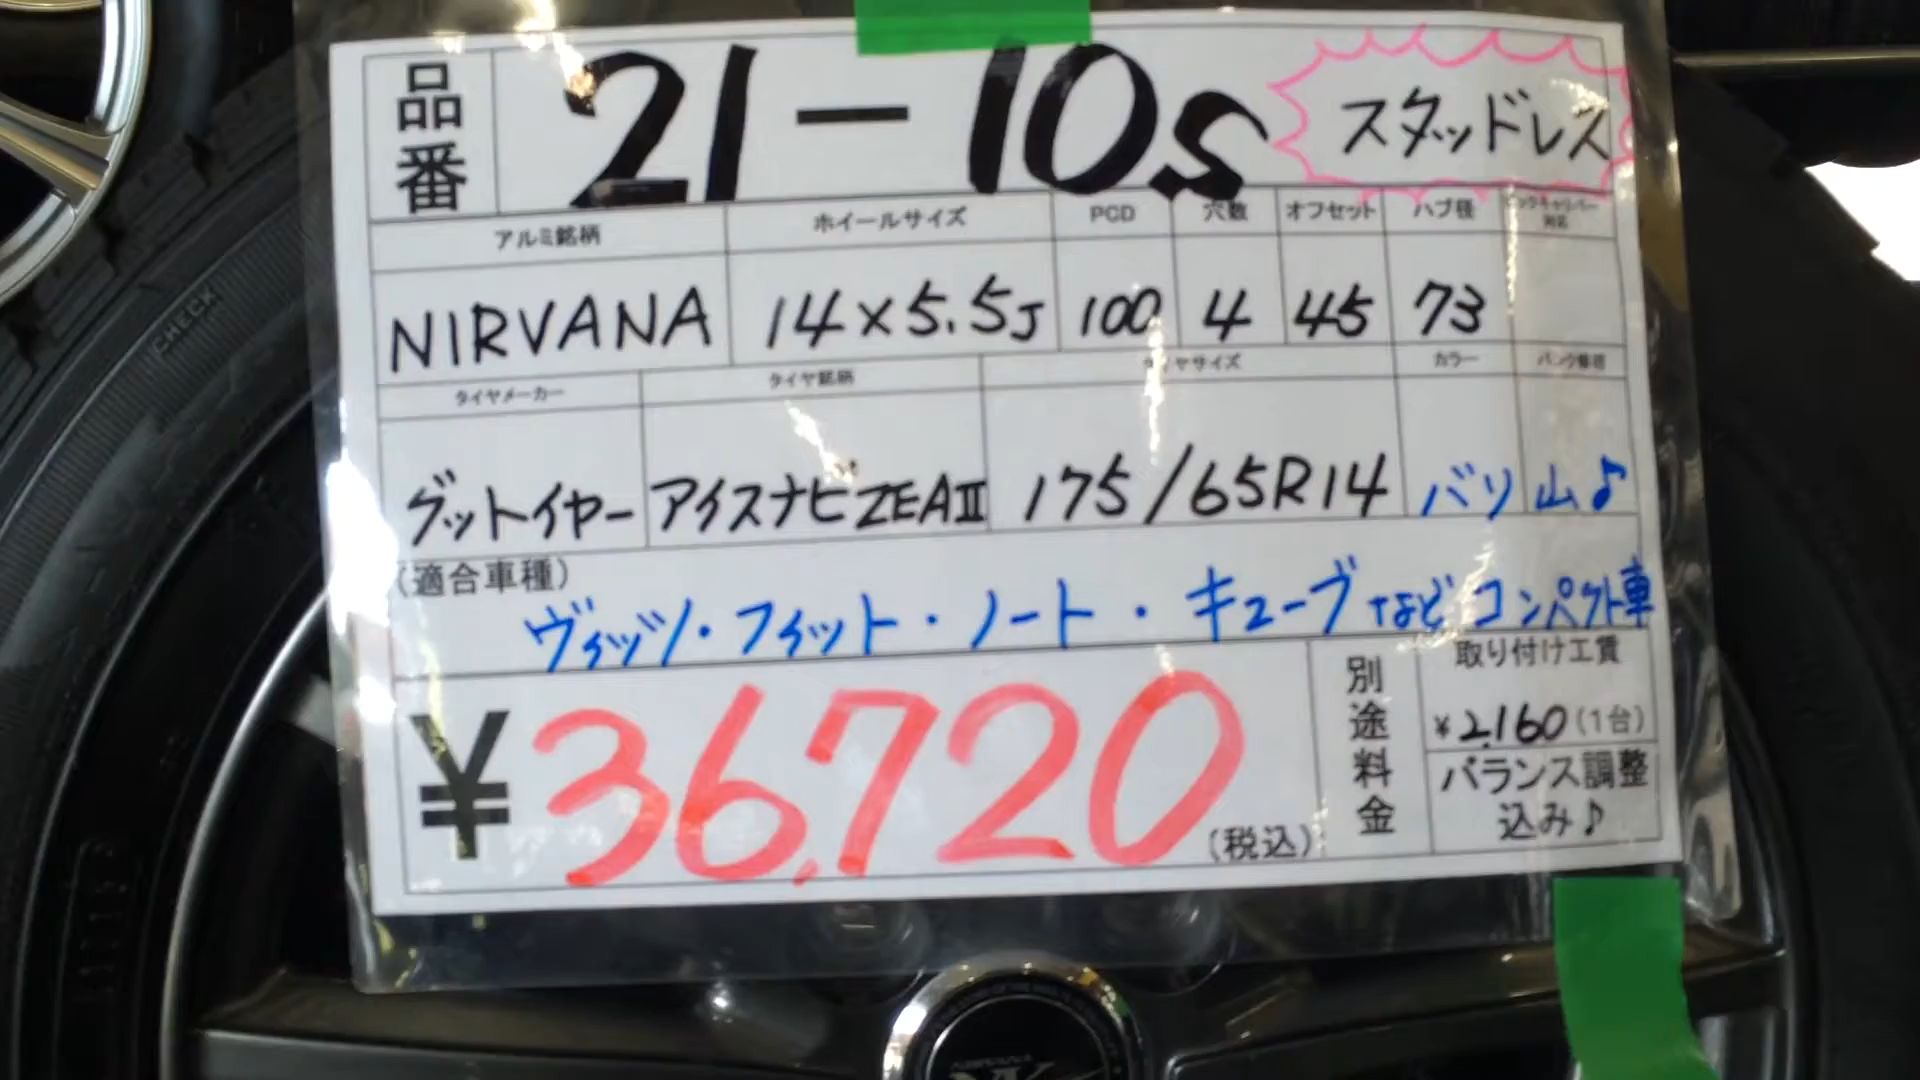 品番 21-10s スタッドレス
アルミ銘柄 ホイールサイズ PCD 穴数 オフセット ハブ径 対応
NIRVANA 14×5.5J 100 4 45 73
タイヤメーカー タイヤ銘柄 タイヤサイズ カラー
グットイヤー アイスナビZEAⅡ 175/65R14 バリ山♪
(適合車種)
ヴィッツ・フィット・ノート・キューブなどコンパクト車
¥36,720(税込)
別途料金
取り付け工賃
¥2,160(1台)
バランス調整
込み♪
CHECK